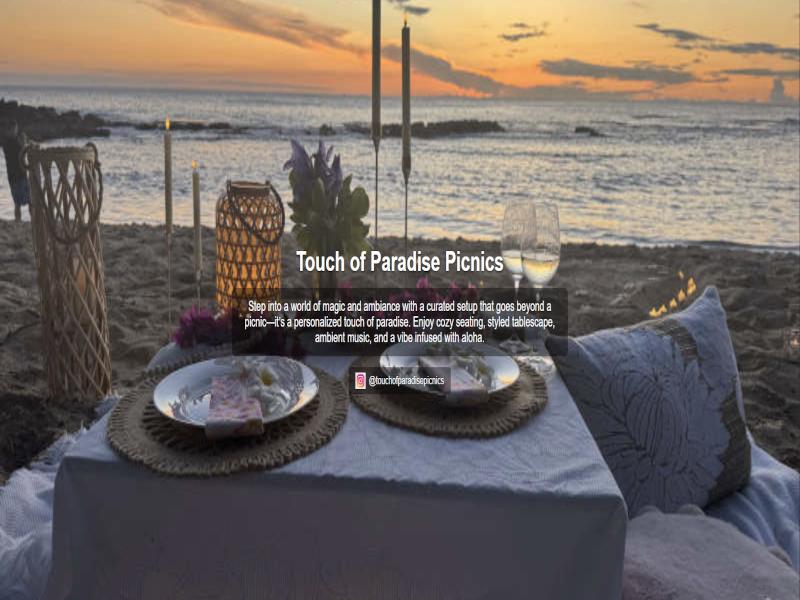 Touch of Paradise Picnics
Step into a world of magic and ambiance with a curated setup that goes beyond a
picnic—it's a personalized touch of paradise. Enjoy cozy seating, styled tablescape,
ambient music, and a vibe infused with aloha.
@touchofparadisepicnics